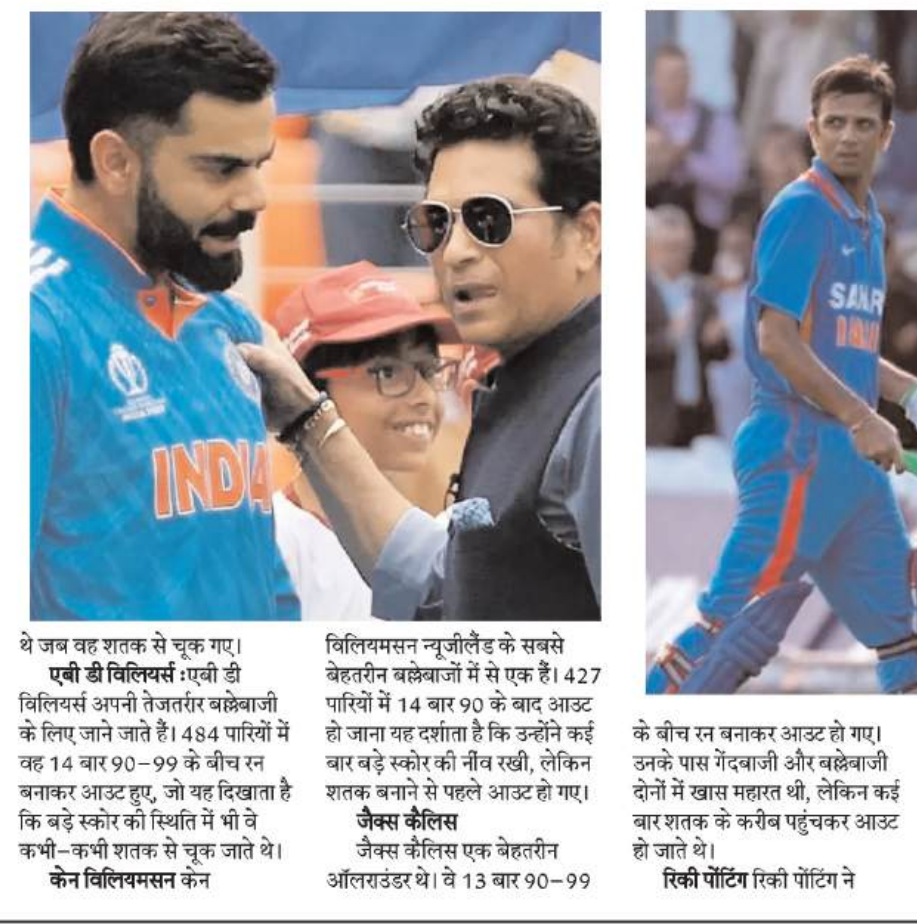 INDIA
SAHAR
INDI
थे जब वह शतक से चूक गए।
एबी डी विलियर्स :एबी डी
विलियर्स अपनी तेजतर्रार बल्लेबाजी
के लिए जाने जाते हैं। 484 पारियों में
वह 14 बार 90-99 के बीच रन
बनाकर आउट हुए, जो यह दिखाता है
कि बड़े स्कोर की स्थिति में भी वे
कभी-कभी शतक से चूक जाते थे।
केन विलियमसन केन
विलियमसन न्यूजीलैंड के सबसे
बेहतरीन बल्लेबाजों में से एक हैं। 427
पारियों में 14 बार 90 के बाद आउट
हो जाना यह दर्शाता है कि उन्होंने कई
बार बड़े स्कोर की नींव रखी, लेकिन
शतक बनाने से पहले आउट हो गए।
जैक्स कैलिस
जैक्स कैलिस एक बेहतरीन
ऑलराउंडर थे। वे 13 बार 90-99
के बीच रन बनाकर आउट हो गए।
उनके पास गेंदबाजी और बल्लेबाजी
दोनों में खास महारत थी, लेकिन कई
बार शतक के करीब पहुंचकर आउट
हो जाते थे।
रिकी पोंटिंग रिकी पोंटिंग ने